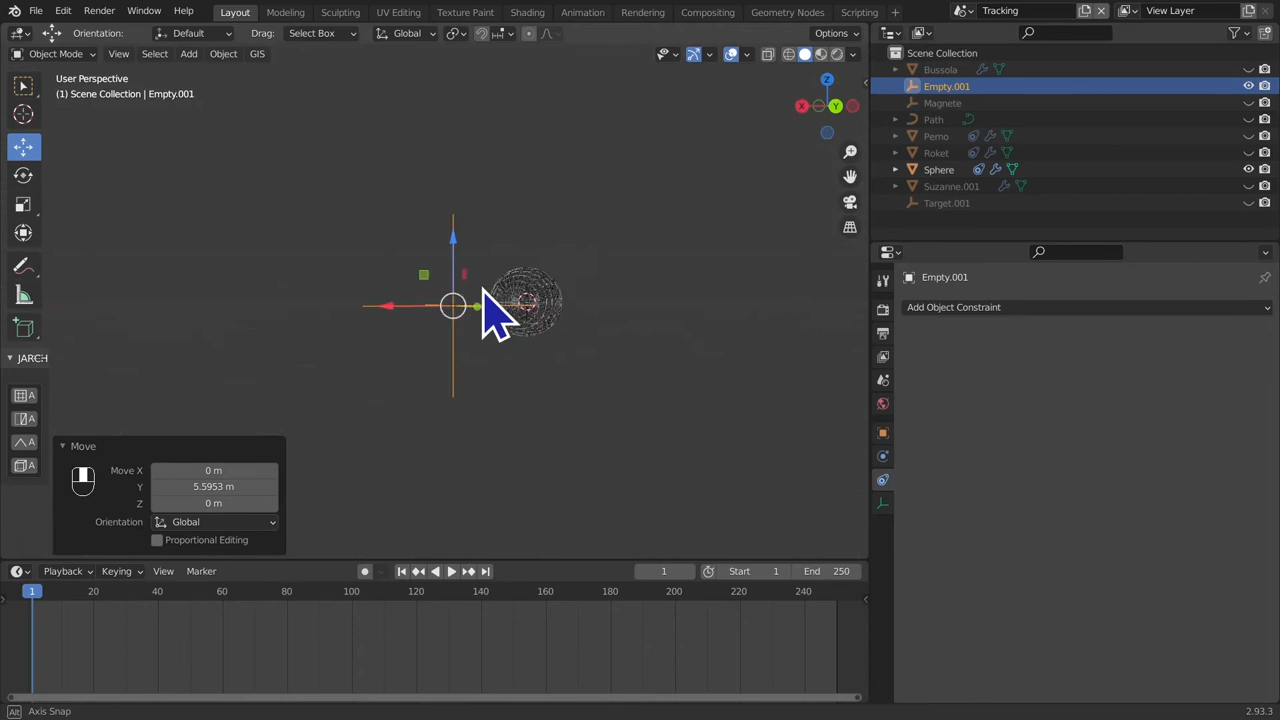 File Edit Render Window Help Layout Modeling Sculpting UV Editing Texture Paint Shading Animation Rendering Compositing Geometry Nodes Scripting Tracking View Layer
Orientation: Default Drag: Select Box Global Options
Object Mode View Select Add Object GIS
User Perspective
(1) Scene Collection | Empty.001
Z
X
Y
JARCH
A
A
A
A
Move
Move X 0 m
Y 5.5953 m
Z 0 m
Orientation Global
Proportional Editing
Scene Collection
Bussola
Empty.001
Magnete
Path
Perno
Roket
Sphere
Suzanne.001
Target.001
Empty.001
Add Object Constraint
Playback Keying View Marker 1 Start 1 End 250
1 20 40 60 80 100 120 140 160 180 200 220 240
Alt Axis Snap 2.93.3